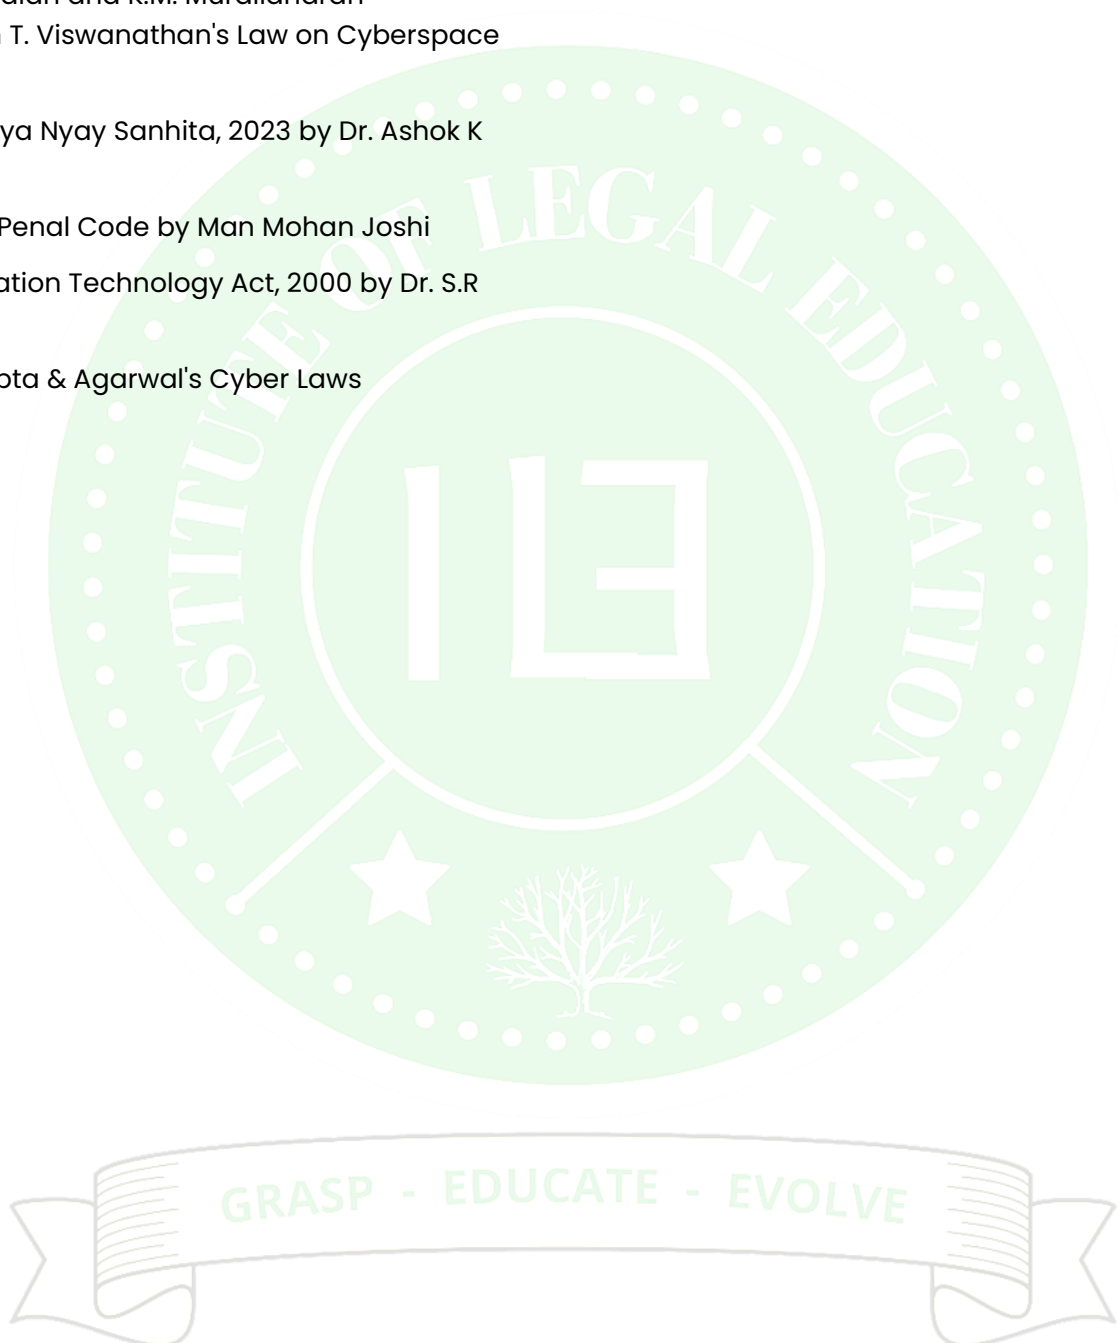 and K.M.
T. Viswanathan's Law on Cyberspace
ya Nyay Sanhita, 2023 by Dr. Ashok K
Penal Code by Man Mohan Joshi
ation Technology Act, 2000 by Dr. S.R
& Agarwal's Cyber Laws
INSTITUTE OF LEGAL EDUCATION
ILE
GRASP - EDUCATE - EVOLVE